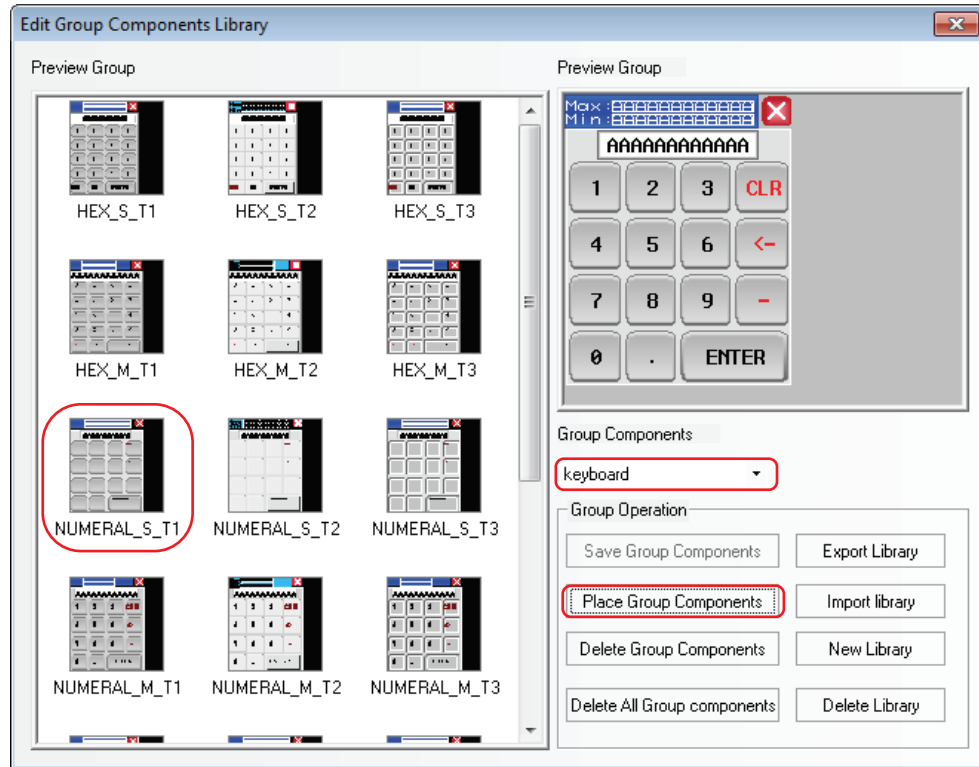 Edit Group Components Library
Preview Group
HEX_S_T1 HEX_S_T2 HEX_S_T3
HEX_M_T1 HEX_M_T2 HEX_M_T3
NUMERAL_S_T1 NUMERAL_S_T2 NUMERAL_S_T3
NUMERAL_M_T1 NUMERAL_M_T2 NUMERAL_M_T3
Preview Group
Max:AAAAAAAAAAAAA
Min:AAAAAAAAAAAAA
AAAAAAAAAAAA
1 2 3 CLR
4 5 6 <-
7 8 9 -
0 . ENTER
Group Components
keyboard
Group Operation
Save Group Components Export Library
Place Group Components Import library
Delete Group Components New Library
Delete All Group components Delete Library